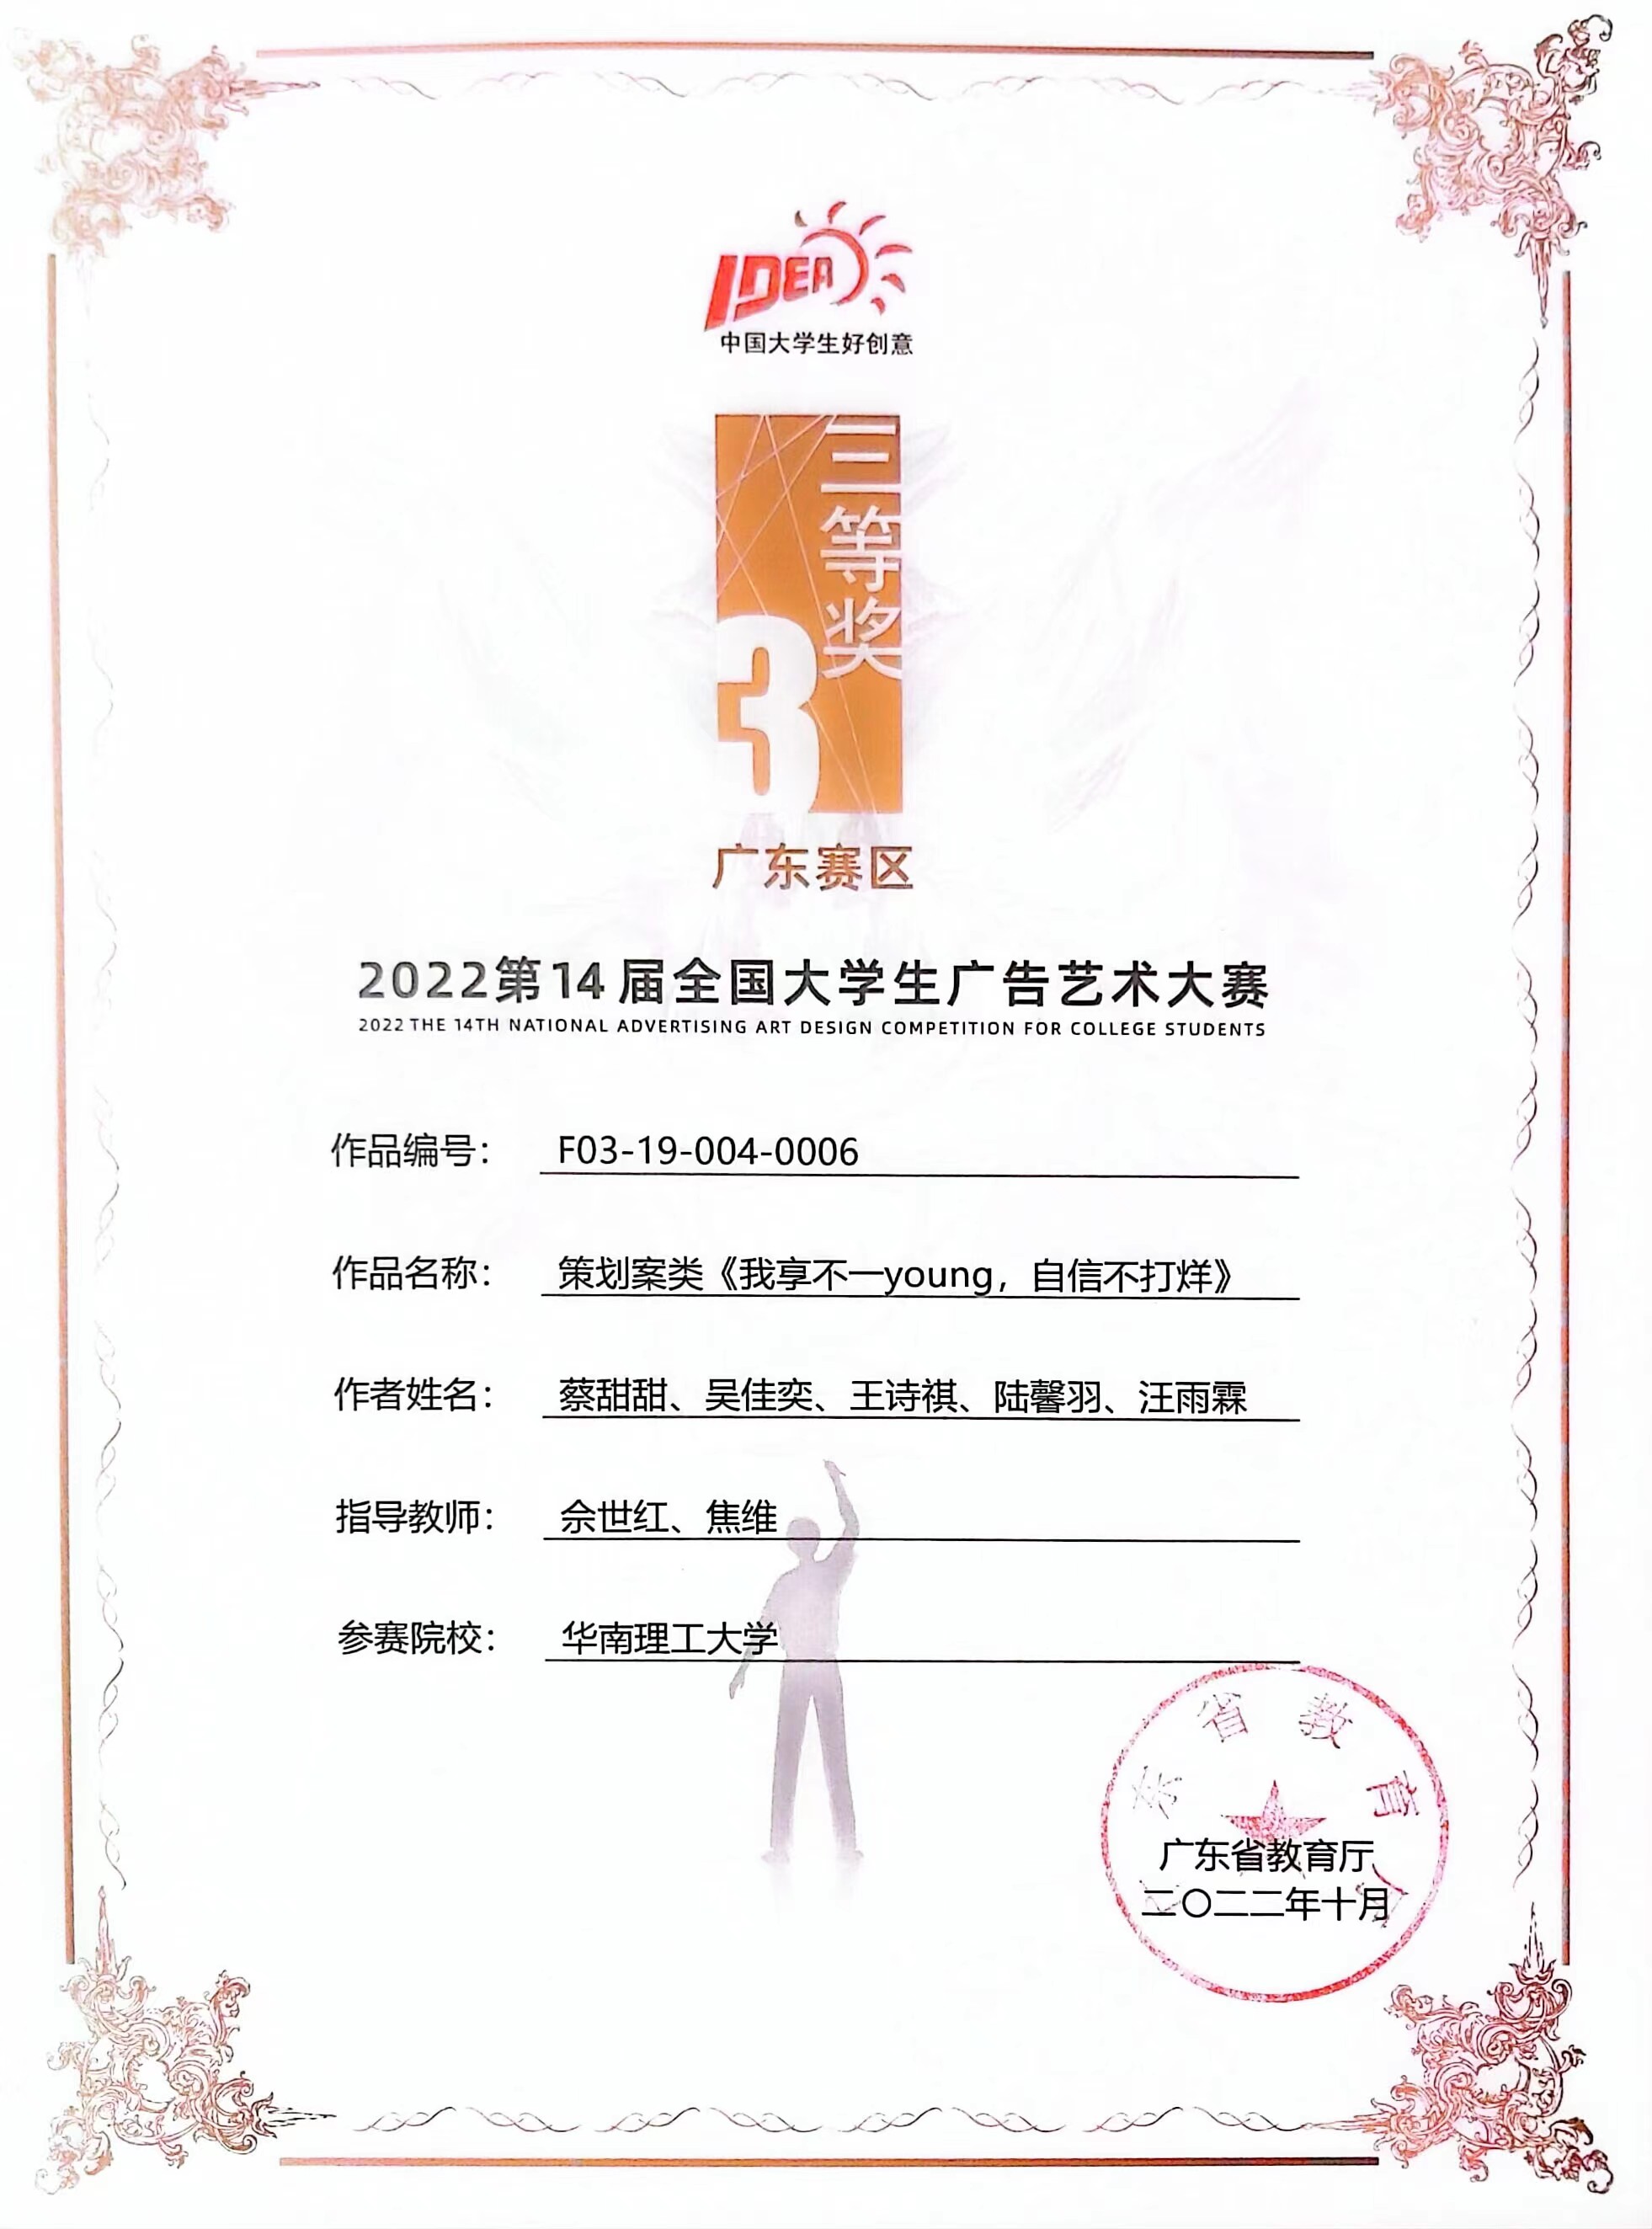 IDEA
中国大学生好创意
三等奖
3
广东赛区
2022第14届全国大学生广告艺术大赛
2022 THE 14TH NATIONAL ADVERTISING ART DESIGN COMPETITION FOR COLLEGE STUDENTS
作品编号： F03-19-004-0006
作品名称： 策划案类《我享不一young，自信不打烊》
作者姓名： 蔡甜甜、吴佳奕、王诗祺、陆馨羽、汪雨霖
指导教师： 佘世红、焦维
参赛院校： 华南理工大学
东省教育
广东省教育厅
二〇二二年十月